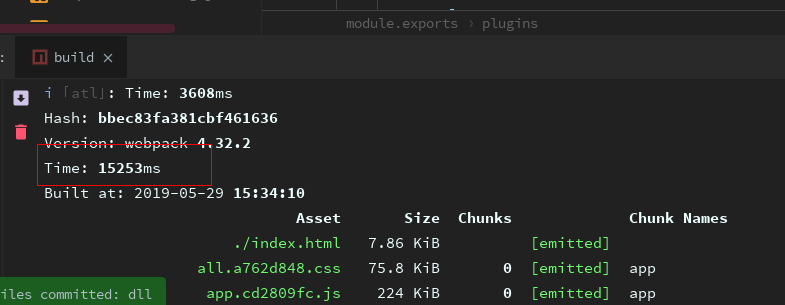 module.exports › plugins
: build ×
i ⌈atl⌋: Time: 3608ms
Hash: bbec83fa381cbf461636
Version: webpack 4.32.2
Time: 15253ms
Built at: 2019-05-29 15:34:10
Asset Size Chunks Chunk Names
./index.html 7.86 KiB [emitted]
all.a762d848.css 75.8 KiB 0 [emitted] app
app.cd2809fc.js 224 KiB 0 [emitted] app
iles committed: dll